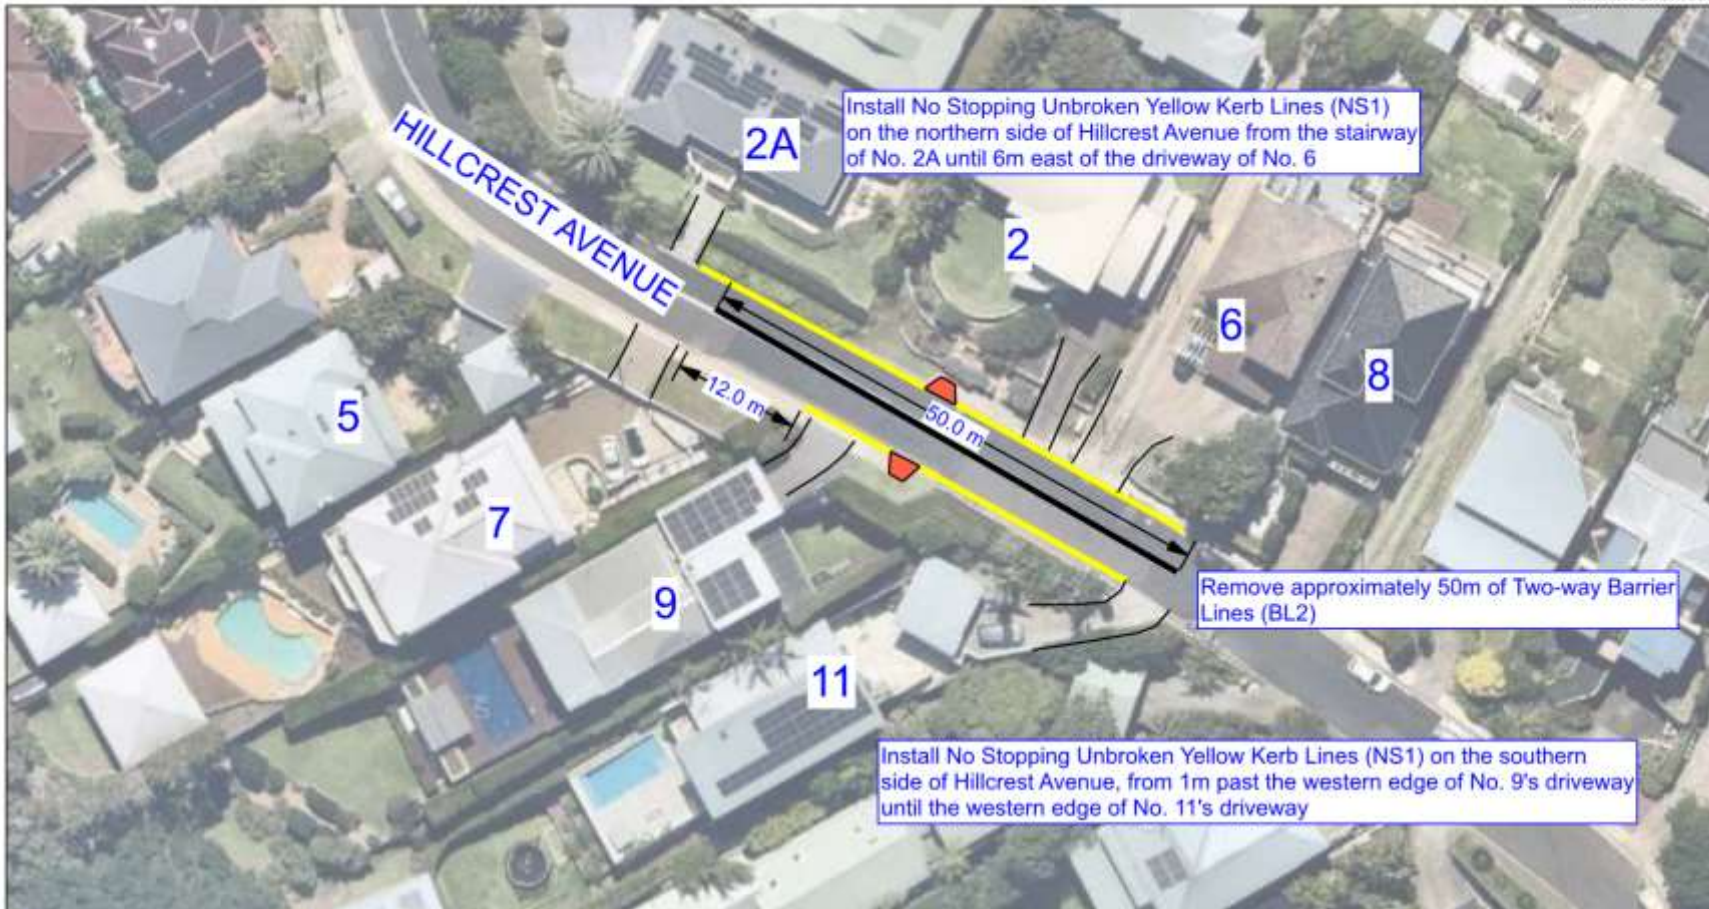 Install No Stopping Unbroken Yellow Kerb Lines (NS1)
on the northern side of Hillcrest Avenue from the stairway
of No. 2A until 6m east of the driveway of No. 6
HILLCREST AVENUE
2A
2
6
8
5
12.0 m
50.0 m
7
9
11
Remove approximately 50m of Two-way Barrier
Lines (BL2)
Install No Stopping Unbroken Yellow Kerb Lines (NS1) on the southern
side of Hillcrest Avenue, from 1m past the western edge of No. 9's driveway
until the western edge of No. 11's driveway